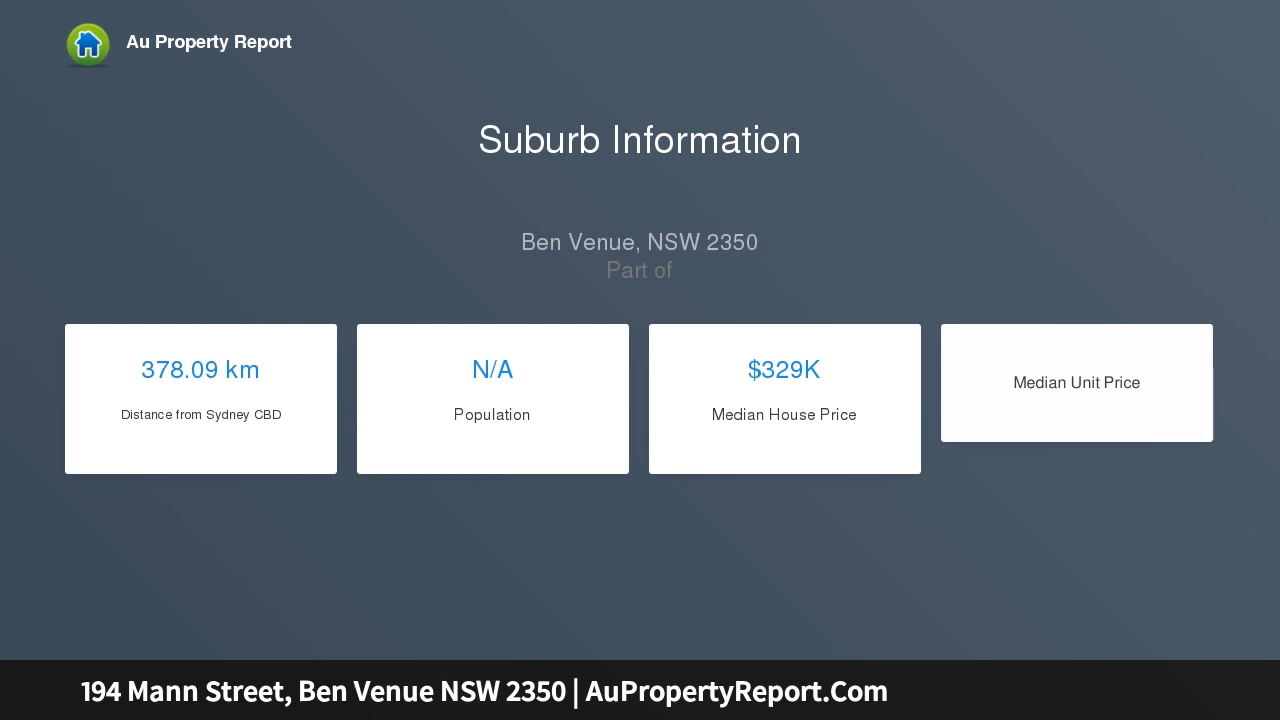 Au Property Report
Suburb Information
Ben Venue, NSW 2350
Part of
378.09 km
Distance from Sydney CBD
N/A
Population
$329K
Median House Price
Median Unit Price
194 Mann Street, Ben Venue NSW 2350 | AuPropertyReport.Com